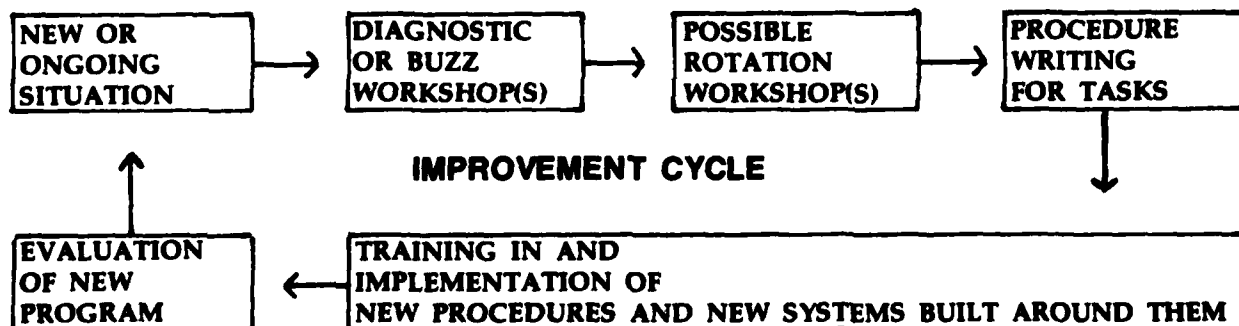 NEW OR
ONGOING
SITUATION
DIAGNOSTIC
OR BUZZ
WORKSHOP(S)
POSSIBLE
ROTATION
WORKSHOP(S)
PROCEDURE
WRITING
FOR TASKS
IMPROVEMENT CYCLE
EVALUATION
OF NEW
PROGRAM
TRAINING IN AND
IMPLEMENTATION OF
NEW PROCEDURES AND NEW SYSTEMS BUILT AROUND THEM